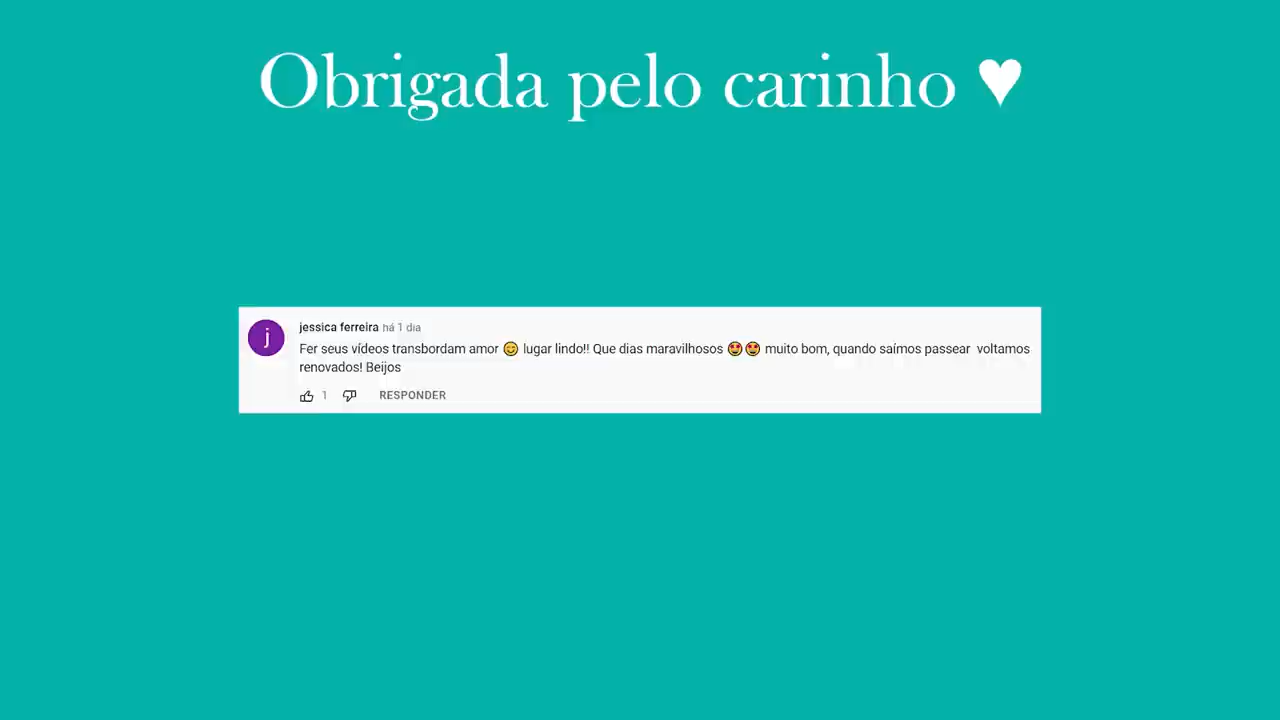 Obrigada pelo carinho ♥
j
jessica ferreira há 1 dia
Fer seus vídeos transbordam amor 😊 lugar lindo!! Que dias maravilhosos 🤩🤩 muito bom, quando saímos passear voltamos
renovados! Beijos
1 RESPONDER